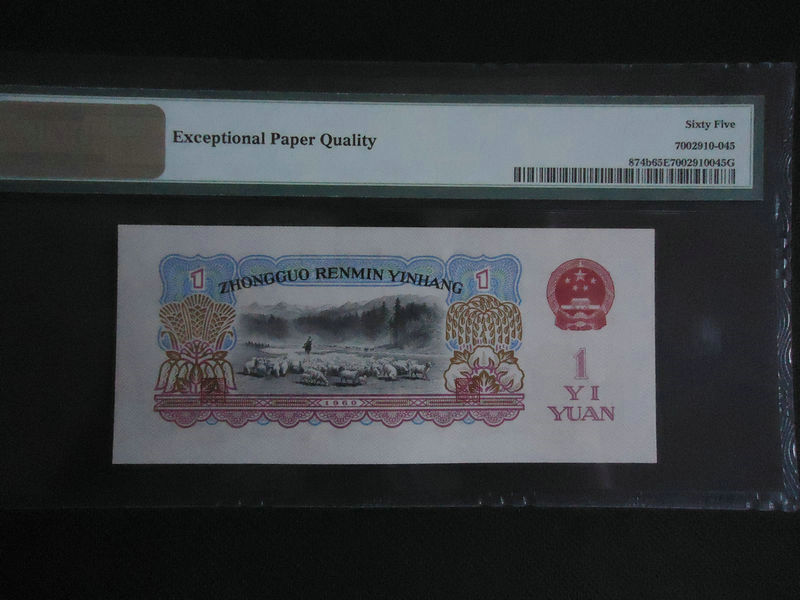 Exceptional Paper Quality
Sixty Five
7002910-045
874b65E7002910045G
1 ZHONGGUO RENMIN YINHANG 1
1960
1
YI
YUAN